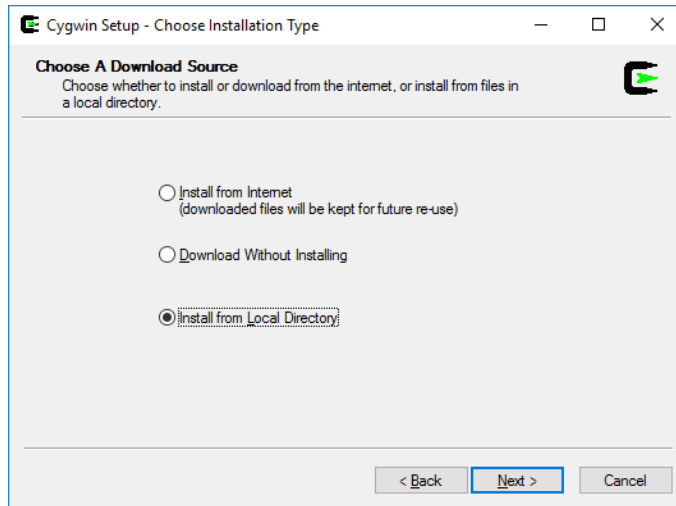 Cygwin Setup - Choose Installation Type
Choose A Download Source
Choose whether to install or download from the internet, or install from files in
a local directory.
Install from Internet
(downloaded files will be kept for future re-use)
Download Without Installing
Install from Local Directory
< Back
Next >
Cancel